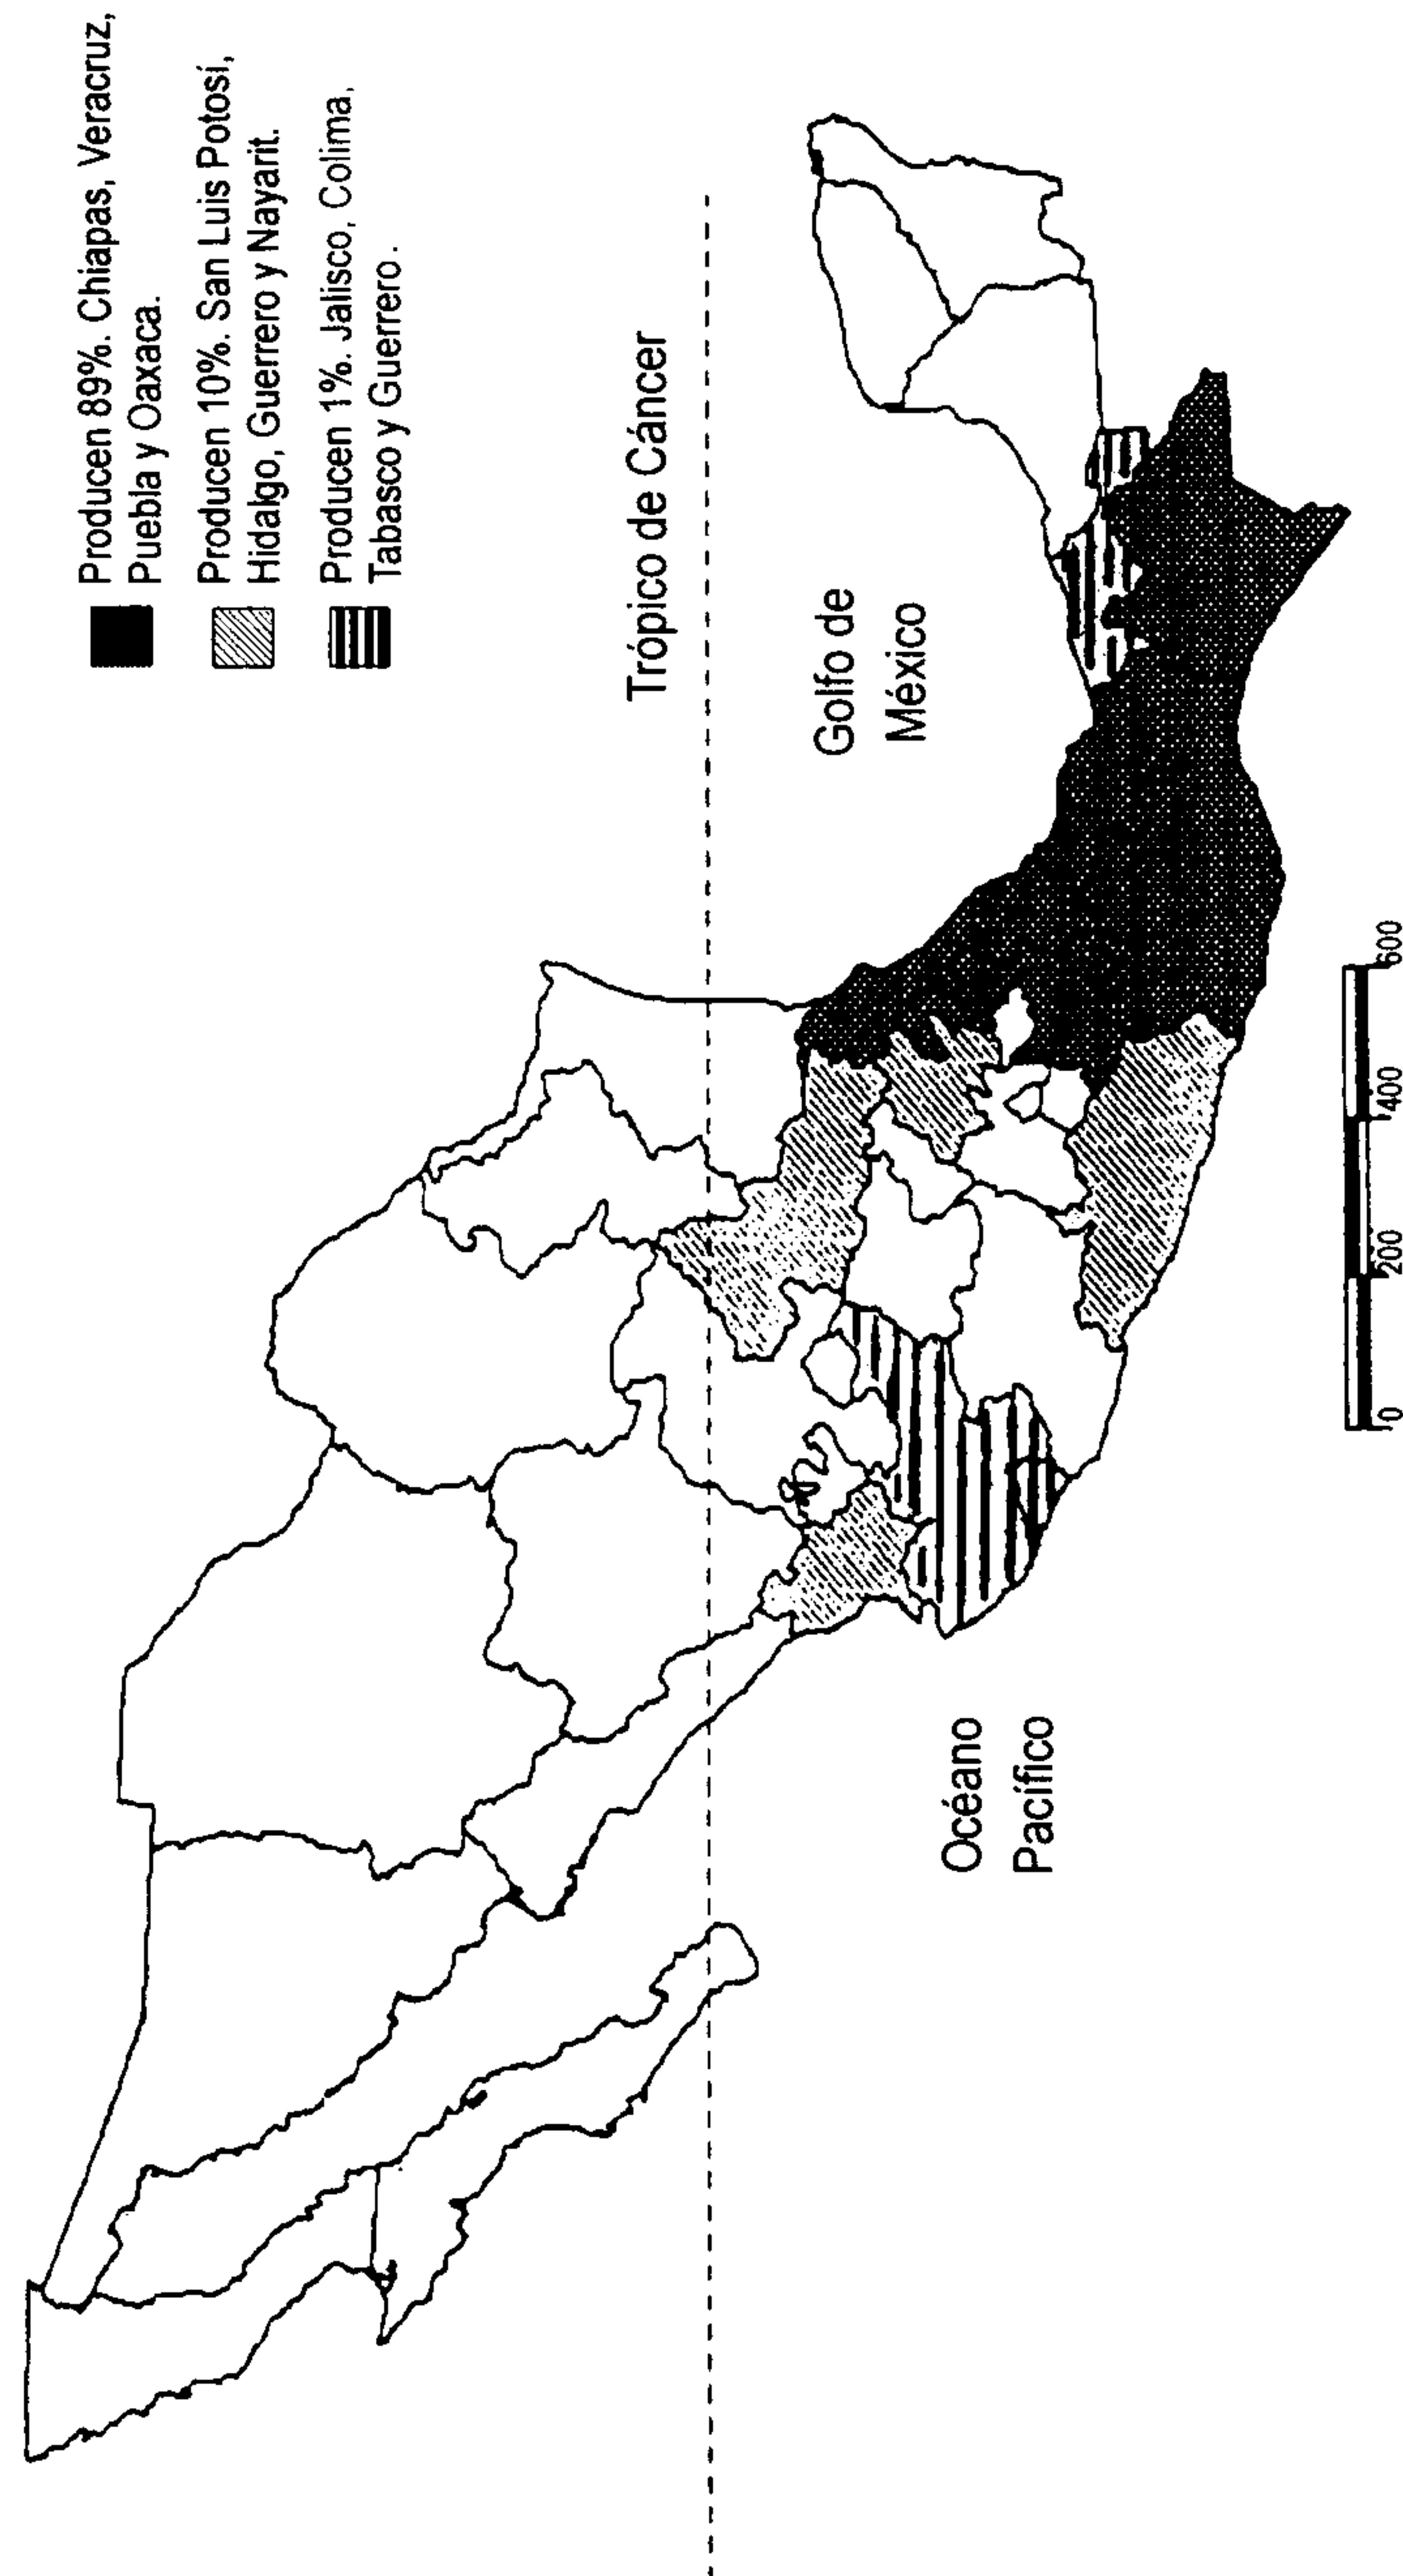 Producen 89%. Chiapas, Veracruz,
Puebla y Oaxaca.
Producen 10%. San Luis Potosí,
Hidalgo, Guerrero y Nayarit.
Producen 1%. Jalisco, Colima,
Tabasco y Guerrero.
Trópico de Cáncer
Golfo de
México
Océano
Pacífico
0 200 400 600